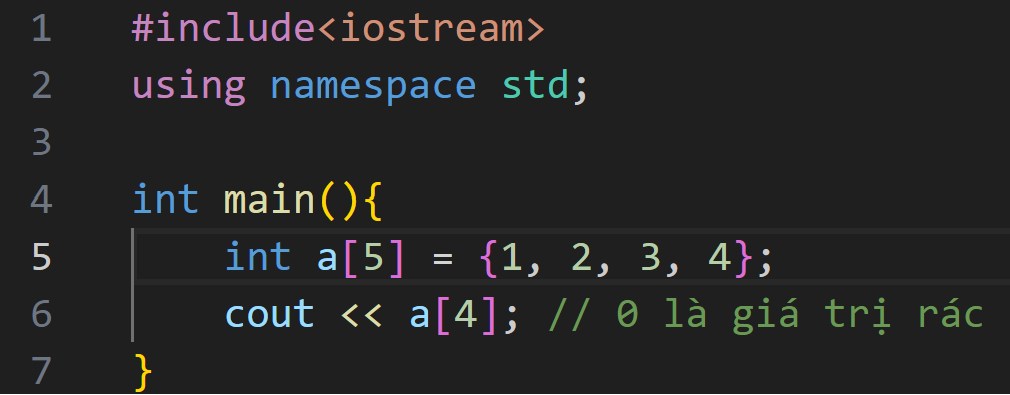 1 #include<iostream>
2 using namespace std;
3
4 int main(){
5     int a[5] = {1, 2, 3, 4};
6     cout << a[4]; // 0 là giá trị rác
7 }